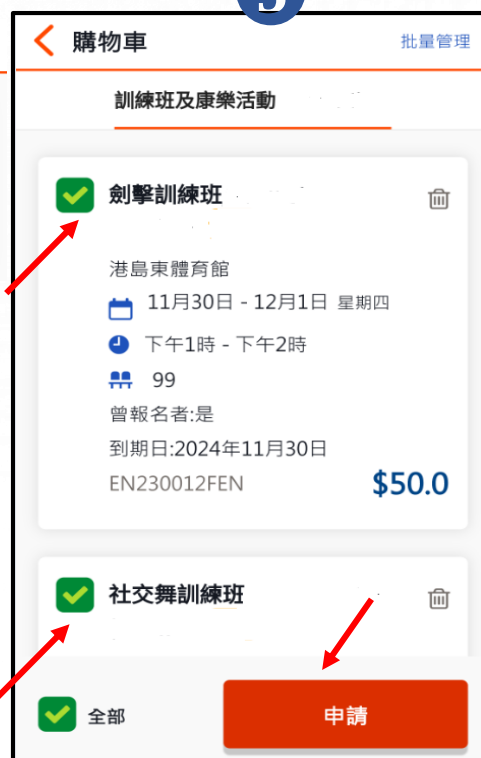 購物車 批量管理
訓練班及康樂活動
劍擊訓練班
港島東體育館
11月30日 - 12月1日 星期四
下午1時 - 下午2時
99
曾報名者:是
到期日:2024年11月30日
EN230012FEN $50.0
社交舞訓練班
全部 申請